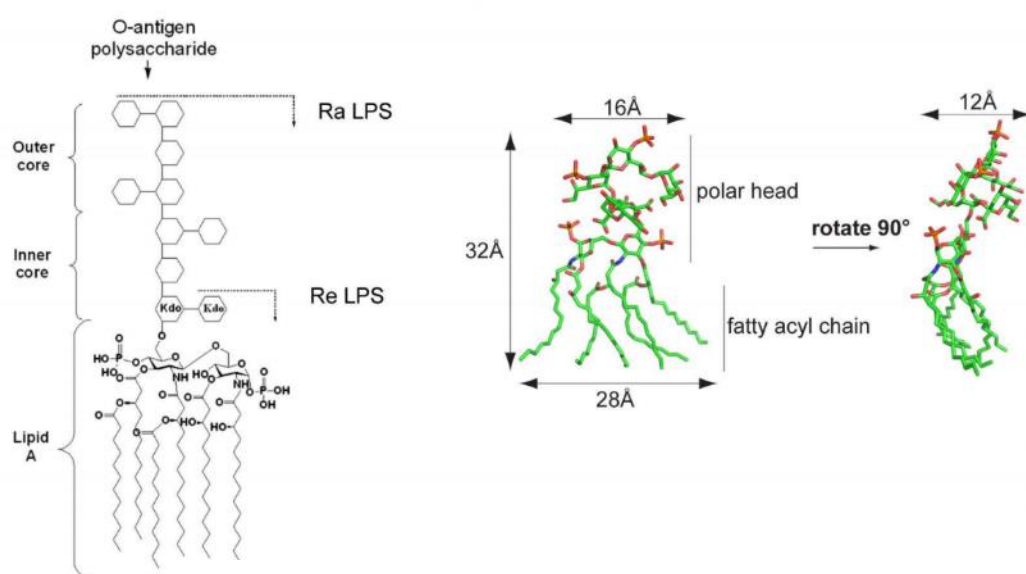 O-antigen
polysaccharide
Ra LPS
Outer
core
Inner
core
Re LPS
Kdo
Kdo
O
O
HO-P-O
HO
O
O
O
NH
HO
O
O
NH
O
P-OH
OH
O
O
O
O
O
O
HO
HO
O
Lipid
A
16Å
12Å
polar head
32Å
rotate 90°
fatty acyl chain
28Å